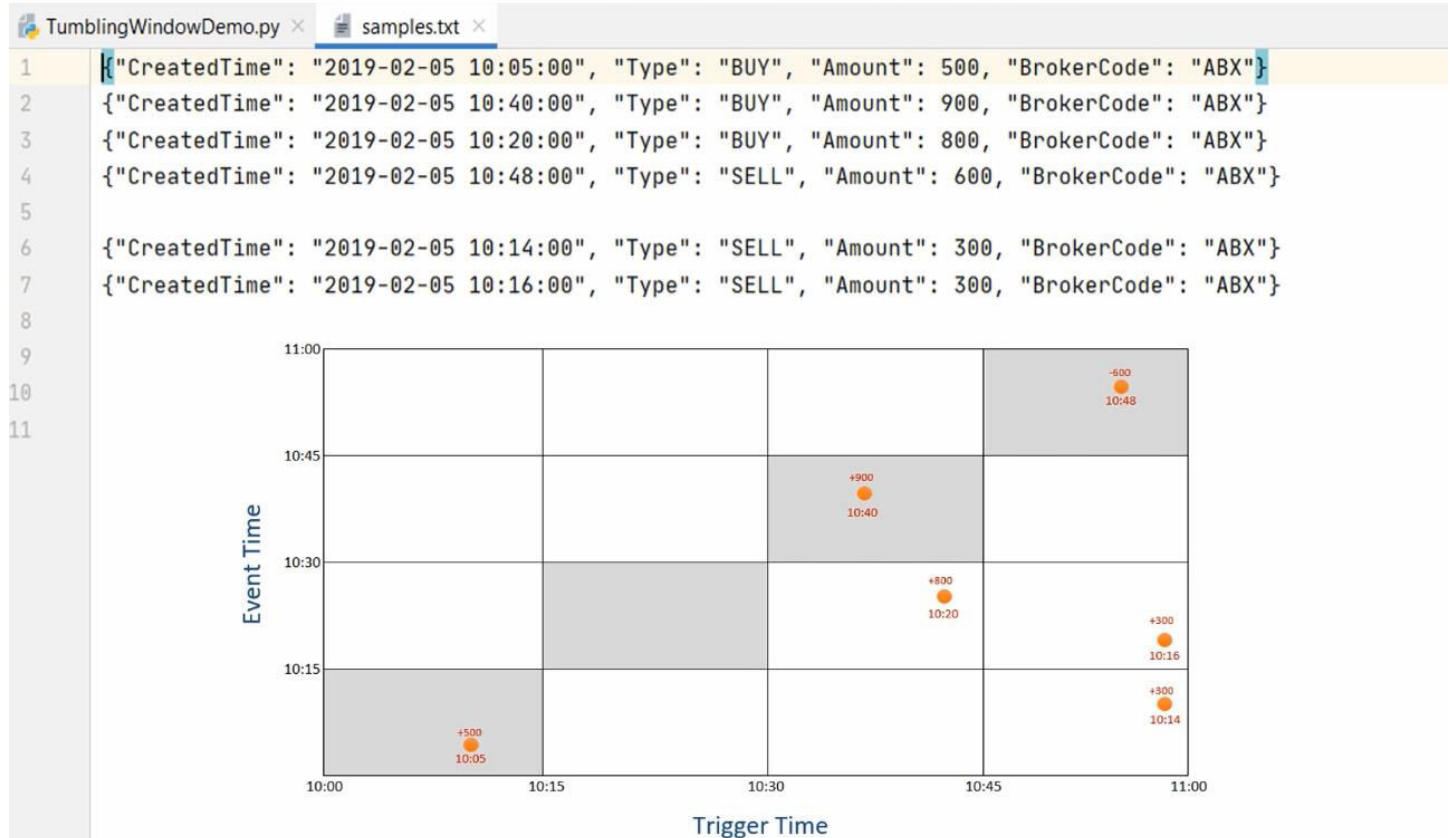 TumblingWindowDemo.py
samples.txt
1 {"CreatedTime": "2019-02-05 10:05:00", "Type": "BUY", "Amount": 500, "BrokerCode": "ABX"}
2 {"CreatedTime": "2019-02-05 10:40:00", "Type": "BUY", "Amount": 900, "BrokerCode": "ABX"}
3 {"CreatedTime": "2019-02-05 10:20:00", "Type": "BUY", "Amount": 800, "BrokerCode": "ABX"}
4 {"CreatedTime": "2019-02-05 10:48:00", "Type": "SELL", "Amount": 600, "BrokerCode": "ABX"}
5
6 {"CreatedTime": "2019-02-05 10:14:00", "Type": "SELL", "Amount": 300, "BrokerCode": "ABX"}
7 {"CreatedTime": "2019-02-05 10:16:00", "Type": "SELL", "Amount": 300, "BrokerCode": "ABX"}
8
9
10
11
11:00
-600
10:48
10:45
+900
10:40
Event Time
10:30
+800
10:20
+300
10:16
10:15
+300
10:14
+500
10:05
10:00 10:15 10:30 10:45 11:00
Trigger Time